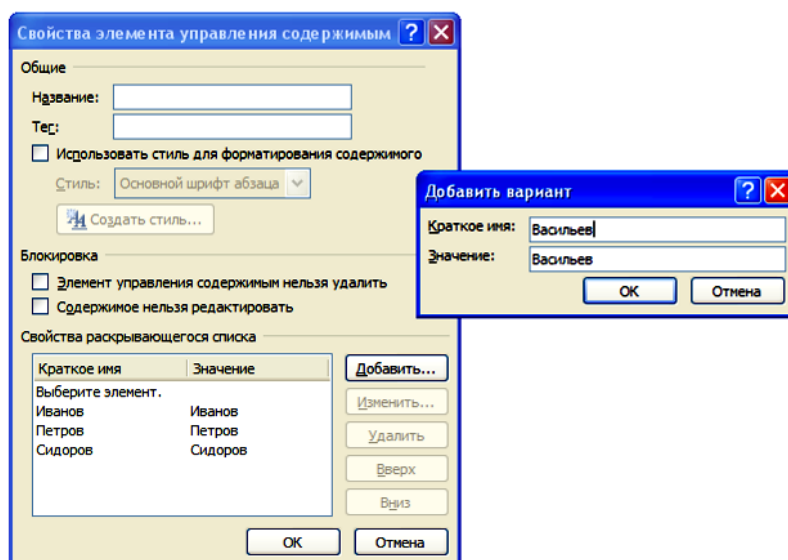 Свойства элемента управления содержимым
Общие
Название:
Тег:
Использовать стиль для форматирования содержимого
Стиль: Основной шрифт абзаца
Создать стиль...
Блокировка
Элемент управления содержимым нельзя удалить
Содержимое нельзя редактировать
Свойства раскрывающегося списка
Краткое имя Значение
Выберите элемент.
Иванов Иванов
Петров Петров
Сидоров Сидоров
Добавить...
Изменить...
Удалить
Вверх
Вниз
ОК Отмена
Добавить вариант
Краткое имя: Васильев
Значение: Васильев
ОК Отмена